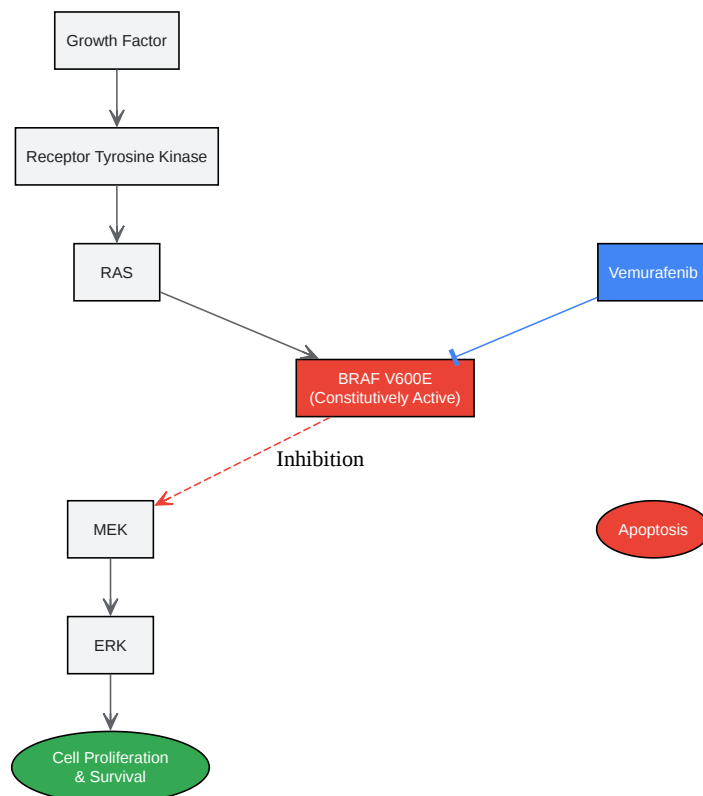 Growth Factor
Receptor Tyrosine Kinase
RAS
Vemurafenib
BRAF V600E
(Constitutively Active)
Inhibition
MEK
Apoptosis
ERK
Cell Proliferation
& Survival